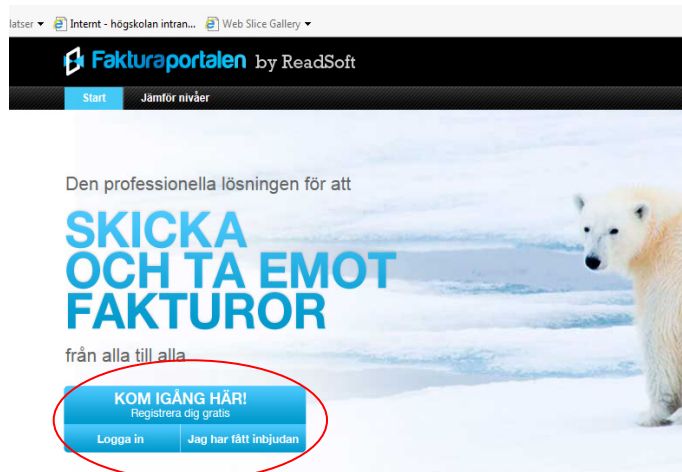 latser Internt - högskolan intran... Web Slice Gallery
Fakturaportalen by ReadSoft
Start Jämför nivåer
Den professionella lösningen för att
SKICKA
OCH TA EMOT
FAKTUROR
från alla till alla
KOM IGÅNG HÄR!
Registrera dig gratis
Logga in Jag har fått inbjudan